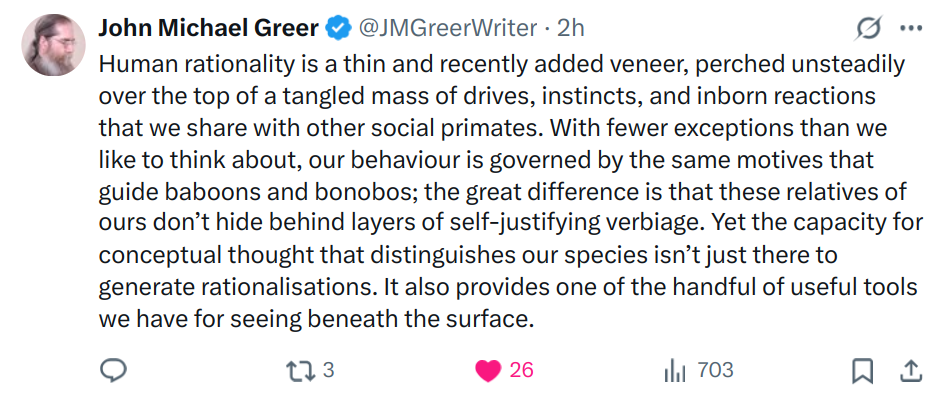 John Michael Greer @JMGreerWriter · 2h
Human rationality is a thin and recently added veneer, perched unsteadily
over the top of a tangled mass of drives, instincts, and inborn reactions
that we share with other social primates. With fewer exceptions than we
like to think about, our behaviour is governed by the same motives that
guide baboons and bonobos; the great difference is that these relatives of
ours don’t hide behind layers of self-justifying verbiage. Yet the capacity for
conceptual thought that distinguishes our species isn’t just there to
generate rationalisations. It also provides one of the handful of useful tools
we have for seeing beneath the surface.
3 26 703